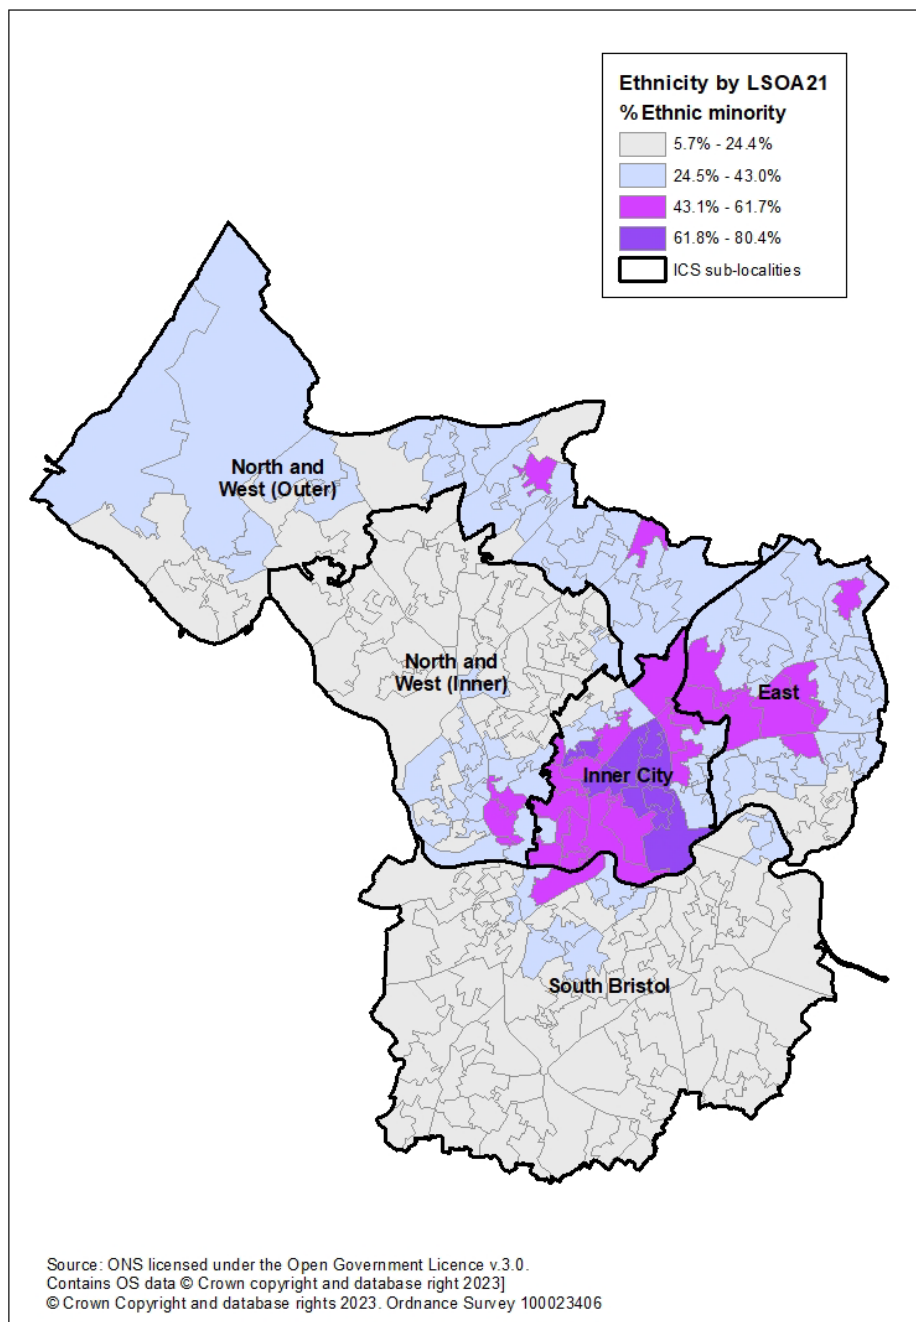 Ethnicity by LSOA21
% Ethnic minority
5.7% - 24.4%
24.5% - 43.0%
43.1% - 61.7%
61.8% - 80.4%
ICS sub-localities
North and
West (Outer)
North and
West (Inner)
East
Inner City
South Bristol
Source: ONS licensed under the Open Government Licence v.3.0.
Contains OS data © Crown copyright and database right 2023]
© Crown Copyright and database rights 2023. Ordnance Survey 100023406